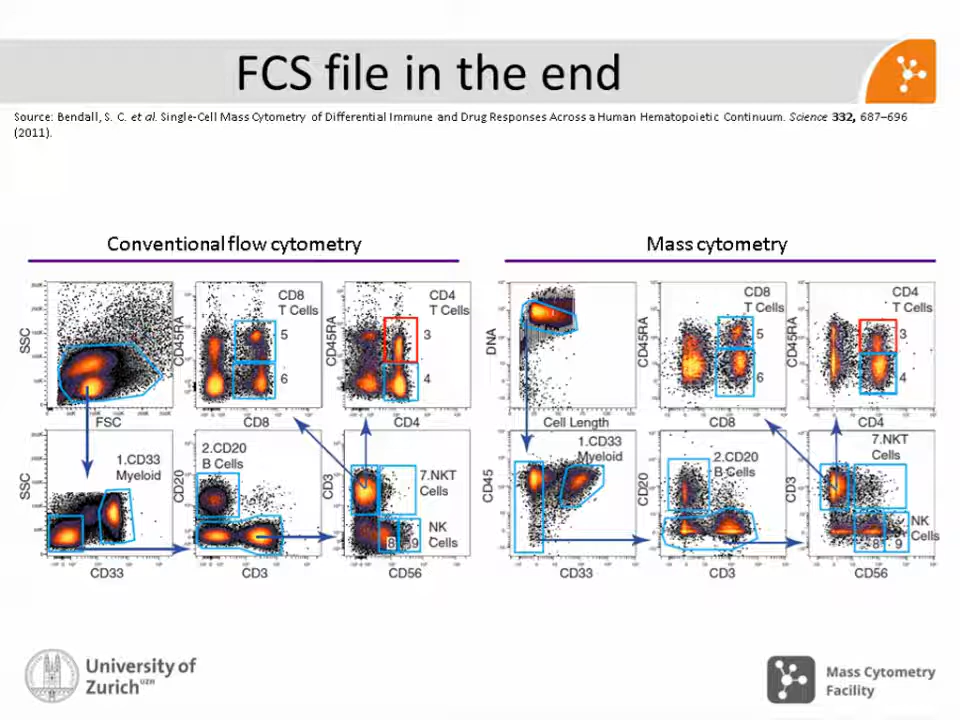 FCS file in the end
Source: Bendall, S. C. et al. Single-Cell Mass Cytometry of Differential Immune and Drug Responses Across a Human Hematopoietic Continuum. Science 332, 687–696
(2011).
Conventional flow cytometry
Mass cytometry
SSC
FSC
CD45RA
CD8
T Cells
5
6
CD8
CD45RA
CD4
T Cells
3
4
CD4
DNA
Cell Length
CD45RA
CD8
T Cells
5
6
CD8
CD45RA
CD4
T Cells
3
4
CD4
SSC
1.CD33
Myeloid
CD33
CD20
2.CD20
B Cells
CD3
CD3
7.NKT
Cells
NK
Cells
8
9
CD56
CD45
1.CD33
Myeloid
CD33
CD20
2.CD20
B Cells
CD3
CD3
7.NKT
Cells
NK
Cells
8
9
CD56
University of
Zurich UZH
Mass Cytometry
Facility